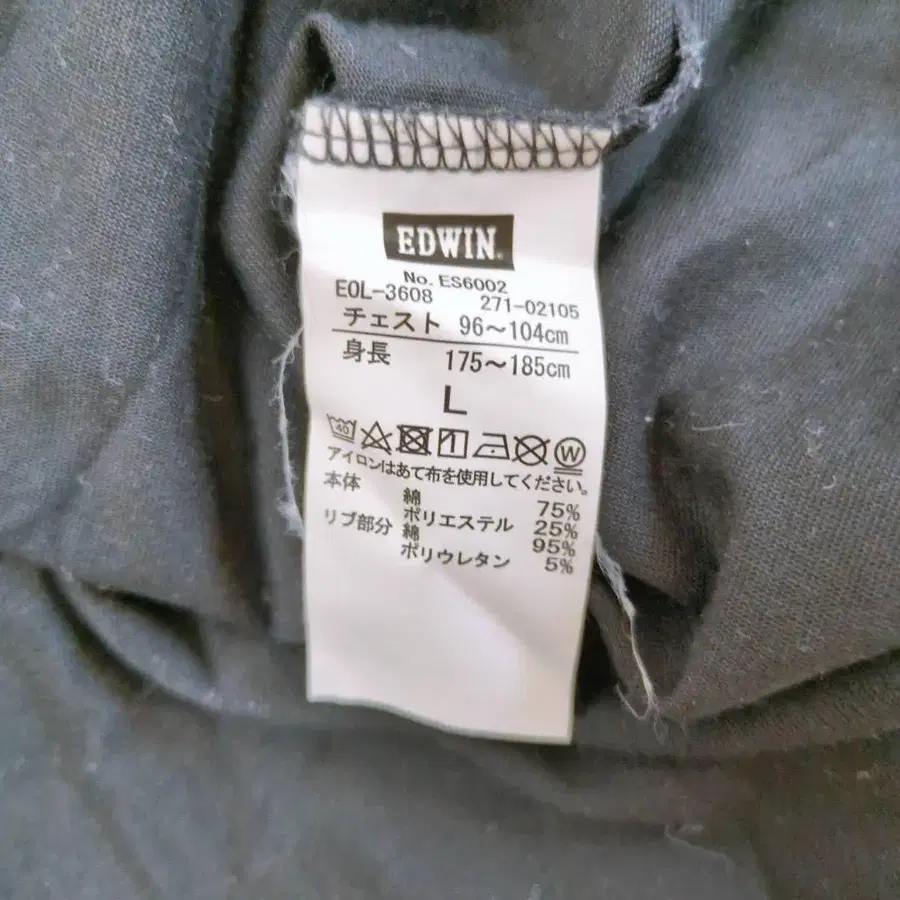 EDWIN®
No. ES6002
EOL-3608 271-02105
チェスト 96〜104cm
身長 175〜185cm
L
40 W
アイロンはあて布を使用してください。
本体 綿 75%
ポリエステル 25%
リブ部分 綿 95%
ポリウレタン 5%